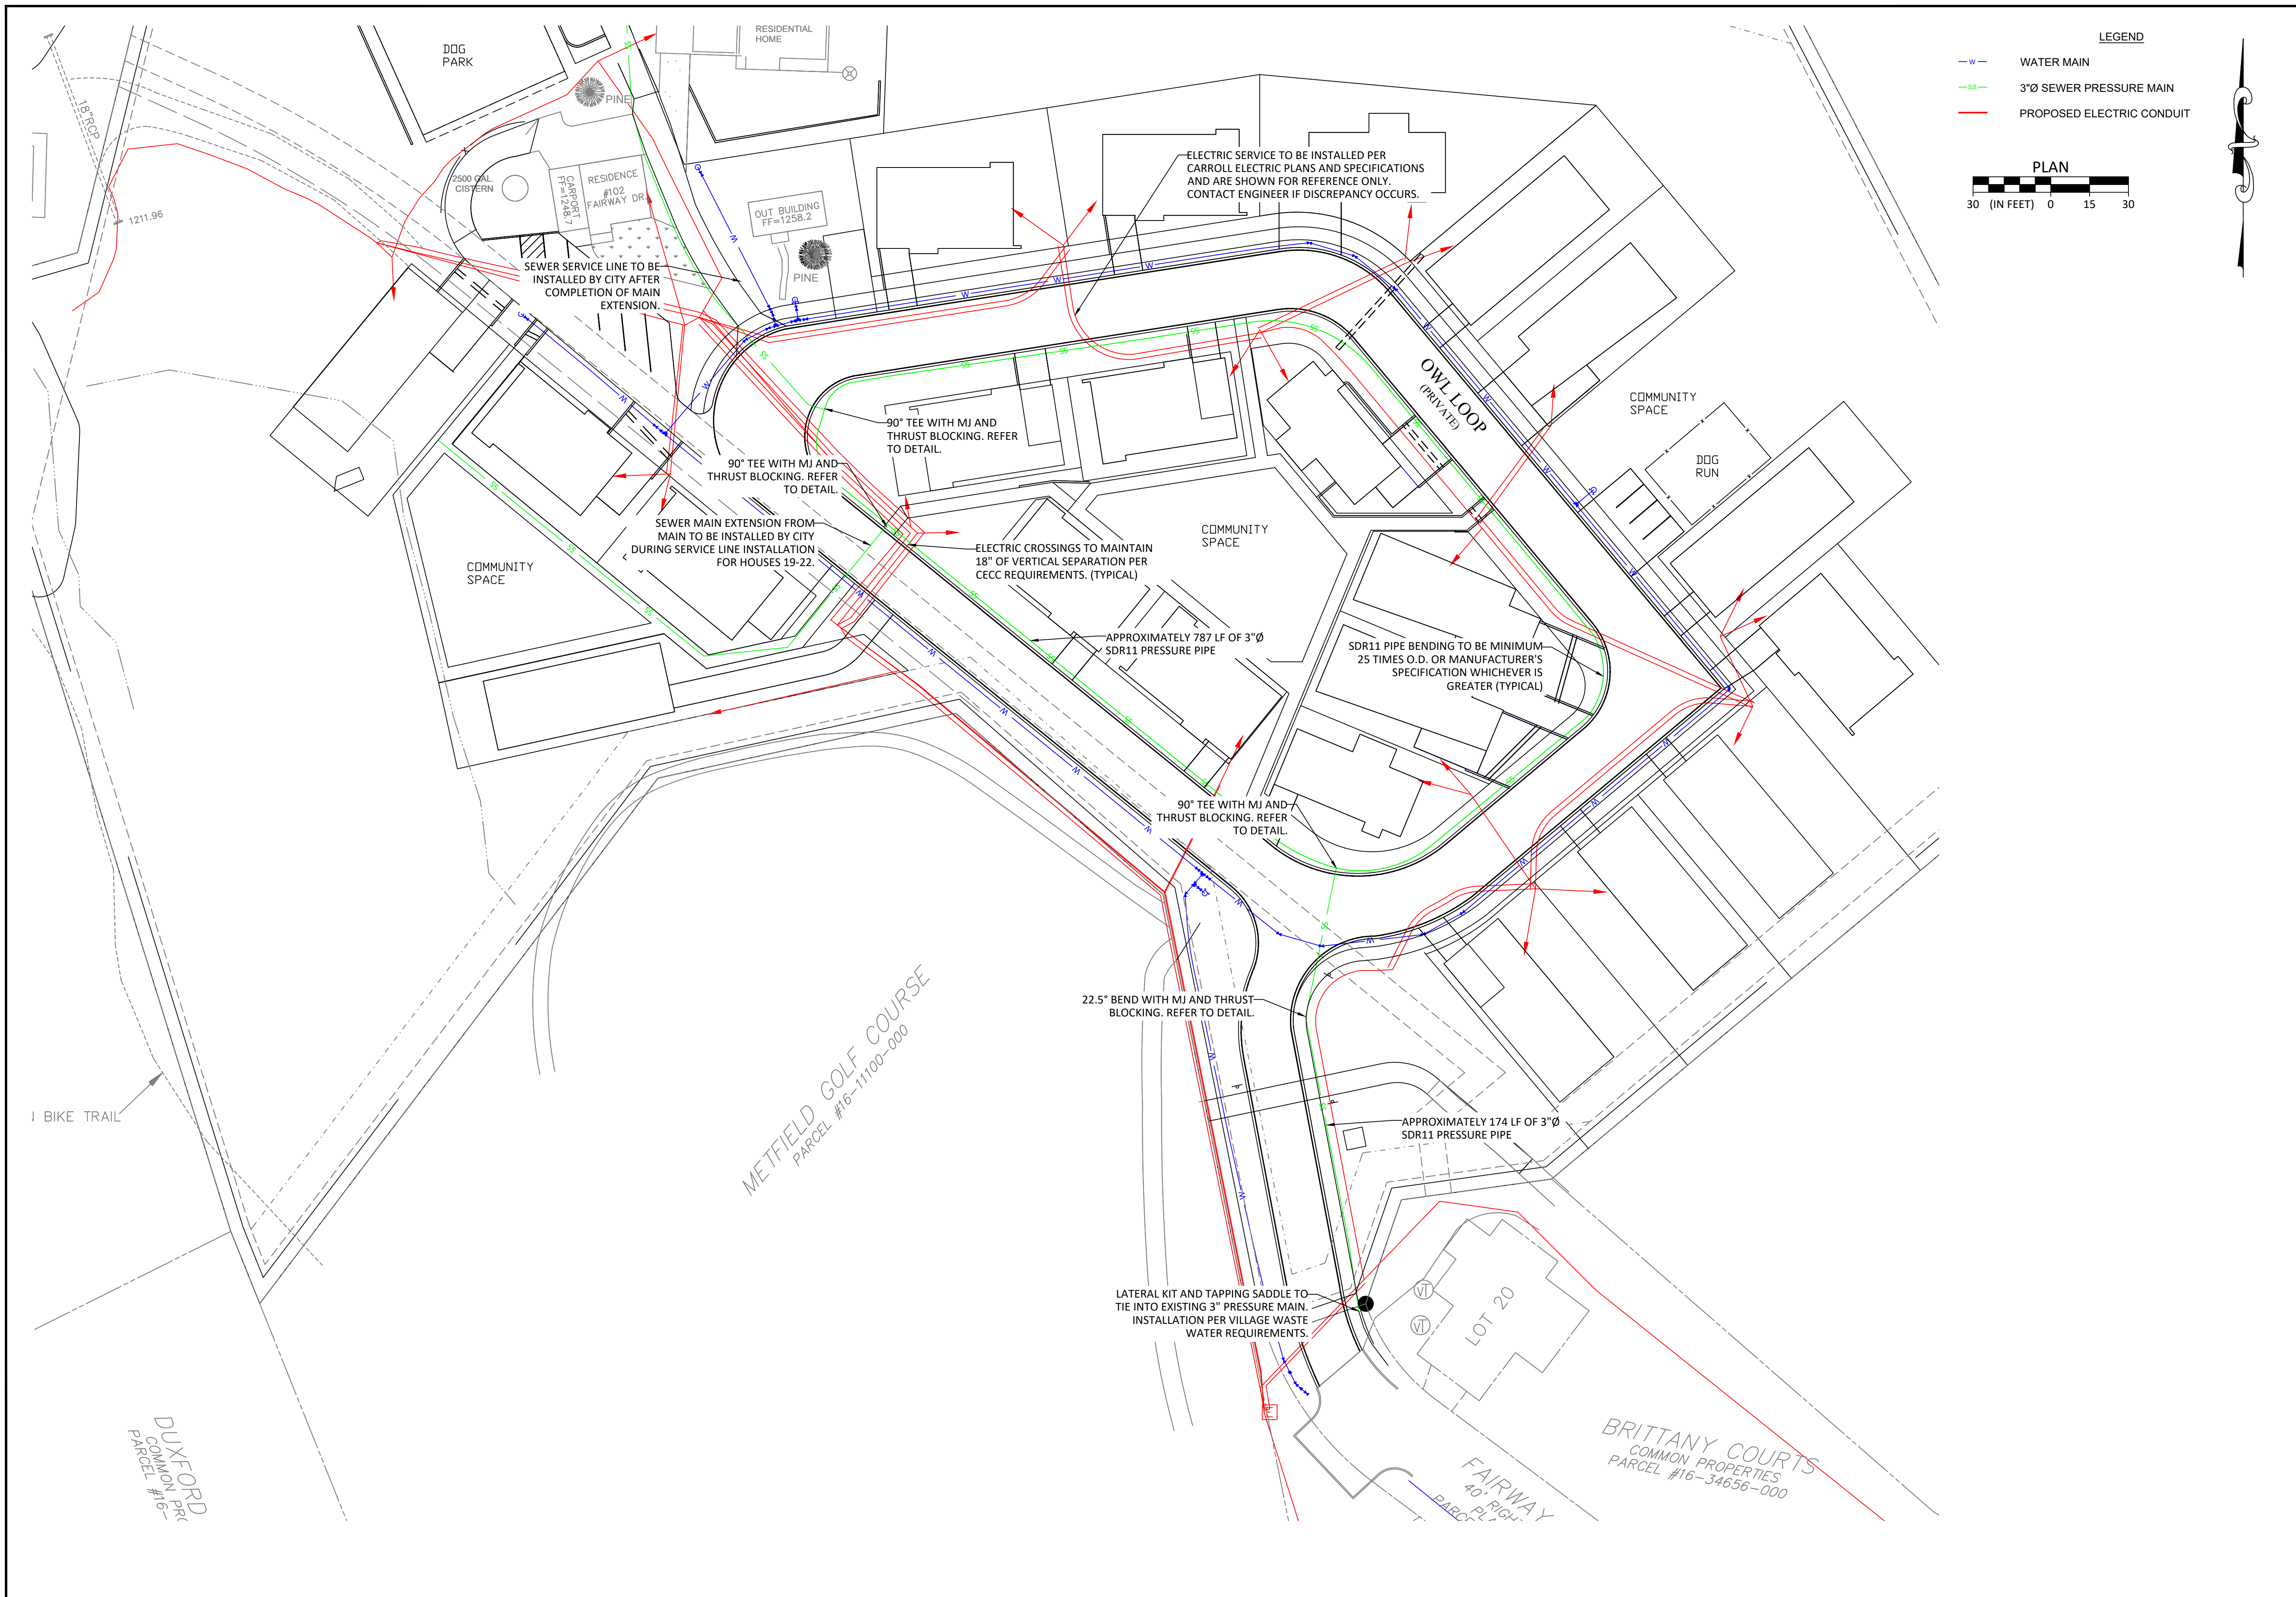 LEGEND
W
WATER MAIN
SS
3"Ø SEWER PRESSURE MAIN
PROPOSED ELECTRIC CONDUIT
PLAN
30 (IN FEET) 0 15 30
DOG
PARK
RESIDENTIAL
HOME
PINE
18"RCP
1211.96
2500 GAL.
CISTERN
CARPORT
FF=1248.7
RESIDENCE
#102
FAIRWAY DR.
OUT BUILDING
FF=1258.2
PINE
ELECTRIC SERVICE TO BE INSTALLED PER
CARROLL ELECTRIC PLANS AND SPECIFICATIONS
AND ARE SHOWN FOR REFERENCE ONLY.
CONTACT ENGINEER IF DISCREPANCY OCCURS.
SEWER SERVICE LINE TO BE
INSTALLED BY CITY AFTER
COMPLETION OF MAIN
EXTENSION.
OWL LOOP
(PRIVATE)
COMMUNITY
SPACE
DOG
RUN
90° TEE WITH MJ AND
THRUST BLOCKING. REFER
TO DETAIL.
90° TEE WITH MJ AND
THRUST BLOCKING. REFER
TO DETAIL.
SEWER MAIN EXTENSION FROM
MAIN TO BE INSTALLED BY CITY
DURING SERVICE LINE INSTALLATION
FOR HOUSES 19-22.
COMMUNITY
SPACE
COMMUNITY
SPACE
ELECTRIC CROSSINGS TO MAINTAIN
18" OF VERTICAL SEPARATION PER
CECC REQUIREMENTS. (TYPICAL)
APPROXIMATELY 787 LF OF 3"Ø
SDR11 PRESSURE PIPE
SDR11 PIPE BENDING TO BE MINIMUM
25 TIMES O.D. OR MANUFACTURER'S
SPECIFICATION WHICHEVER IS
GREATER (TYPICAL)
90° TEE WITH MJ AND
THRUST BLOCKING. REFER
TO DETAIL.
22.5° BEND WITH MJ AND THRUST
BLOCKING. REFER TO DETAIL.
METFIELD GOLF COURSE
PARCEL #16-11100-000
BIKE TRAIL
APPROXIMATELY 174 LF OF 3"Ø
SDR11 PRESSURE PIPE
LATERAL KIT AND TAPPING SADDLE TO
TIE INTO EXISTING 3" PRESSURE MAIN.
INSTALLATION PER VILLAGE WASTE
WATER REQUIREMENTS.
VT
VT
LOT 20
BRITTANY COURTS
COMMON PROPERTIES
PARCEL #16-34656-000
FAIRWAY
40' RIGH
DUXFORD
COMMON PRO
PARCEL #16-